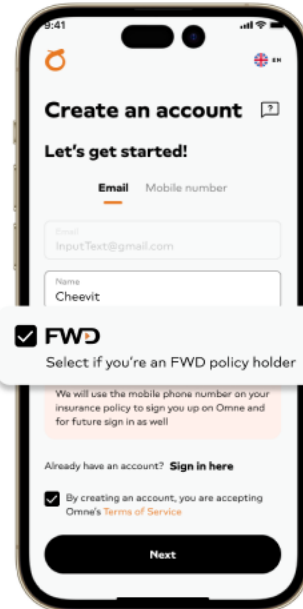 9:41
EN
Create an account
?
Let's get started!
Email Mobile number
Email
InputText@gmail.com
Name
Cheevit
FWD
Select if you're an FWD policy holder
We will use the mobile phone number on your
insurance policy to sign you up on Omne and
for future sign in as well
Already have an account? Sign in here
By creating an account, you are accepting
Omne's Terms of Service
Next